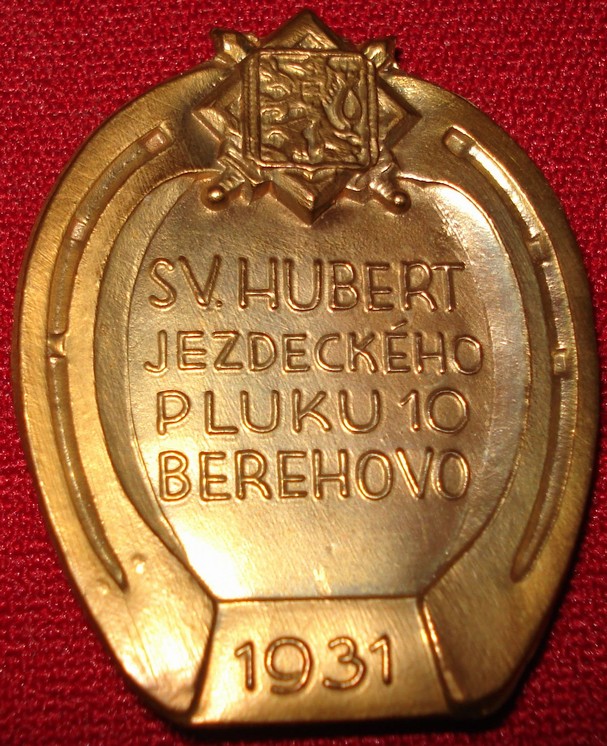 SV. HUBERT
JEZDECKÉHO
PLUKU 10
BEREHOVO
1931